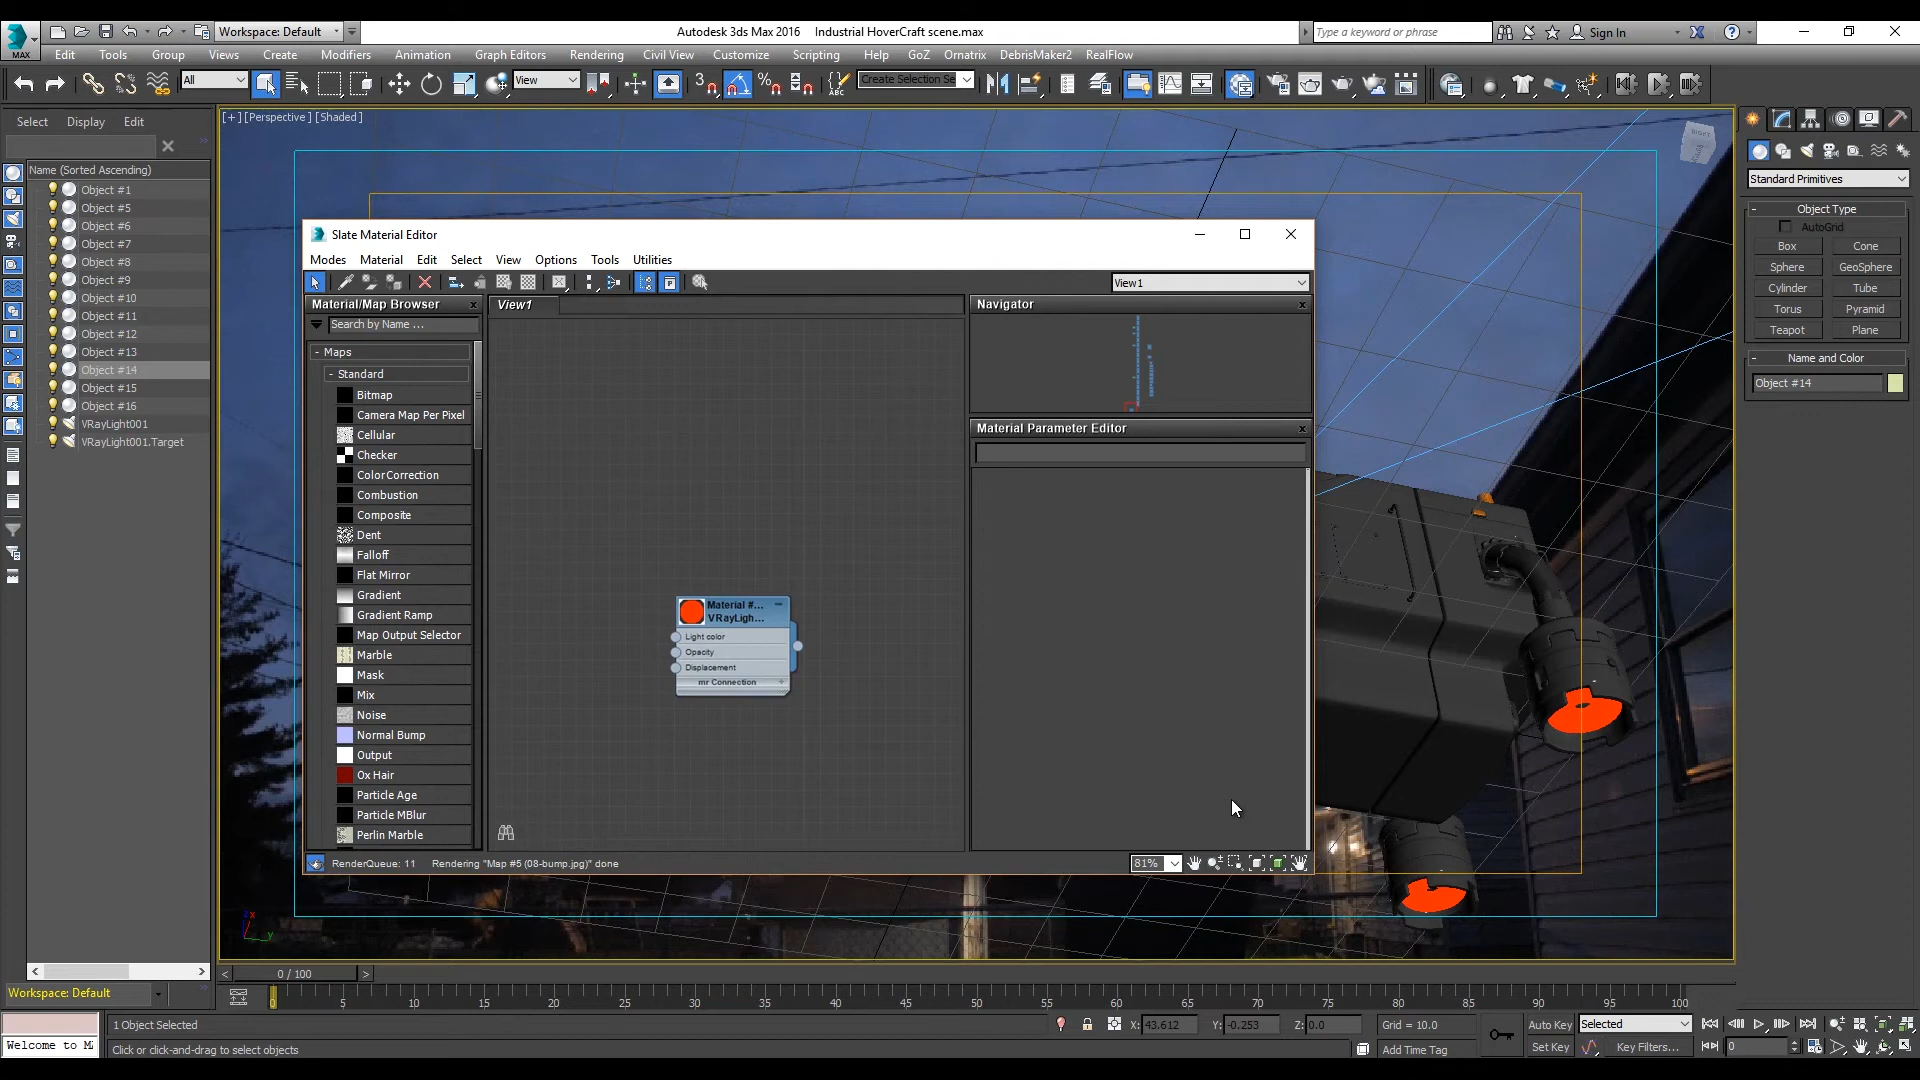 Autodesk 3ds Max 2016 Industrial HoverCraft scene.max
MAX
Workspace: Default
Type a keyword or phrase
Sign In
Edit Tools Group Views Create Modifiers Animation Graph Editors Rendering Civil View Customize Scripting Help GoZ Ornatrix DebrisMaker2 RealFlow
All
View
3
Create Selection Se
Select Display Edit
Name (Sorted Ascending)
Object #1
Object #5
Object #6
Object #7
Object #8
Object #9
Object #10
Object #11
Object #12
Object #13
Object #14
Object #15
Object #16
VRayLight001
VRayLight001.Target
[+] [Perspective ] [Shaded ]
Slate Material Editor
Modes Material Edit Select View Options Tools Utilities
View1
Material/Map Browser
Search by Name ...
- Maps
- Standard
Bitmap
Camera Map Per Pixel
Cellular
Checker
ColorCorrection
Combustion
Composite
Dent
Falloff
Flat Mirror
Gradient
Gradient Ramp
Map Output Selector
Marble
Mask
Mix
Noise
Normal Bump
Output
Ox Hair
Particle Age
Particle MBlur
Perlin Marble
View1
Material #...
VRayLigh...
Light color
Opacity
Displacement
mr Connection
Navigator
Material Parameter Editor
RenderQueue: 11 Rendering "Map #5 (08-bump.jpg)" done
81%
Standard Primitives
- Object Type
AutoGrid
Box Cone
Sphere GeoSphere
Cylinder Tube
Torus Pyramid
Teapot Plane
- Name and Color
Object #14
Workspace: Default
0 / 100
0 5 10 15 20 25 30 35 40 45 50 55 60 65 70 75 80 85 90 95 100
1 Object Selected
X: 43.612 Y: -0.253 Z: 0.0 Grid = 10.0
Auto Key Selected
Welcome to M
Click or click-and-drag to select objects
Add Time Tag
Set Key Key Filters...
0